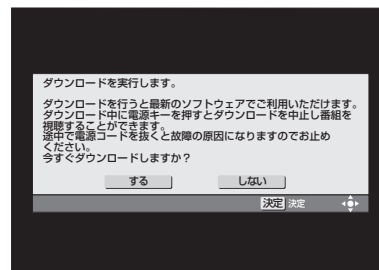 ダウンロードを実行します。
ダウンロードを行うと最新のソフトウェアでご利用いただけます。
ダウンロード中に電源キーを押すとダウンロードを中止し番組を
視聴することができます。
途中で電源コードを抜くと故障の原因になりますのでお止め
ください。
今すぐダウンロードしますか？
する しない
決定 決定